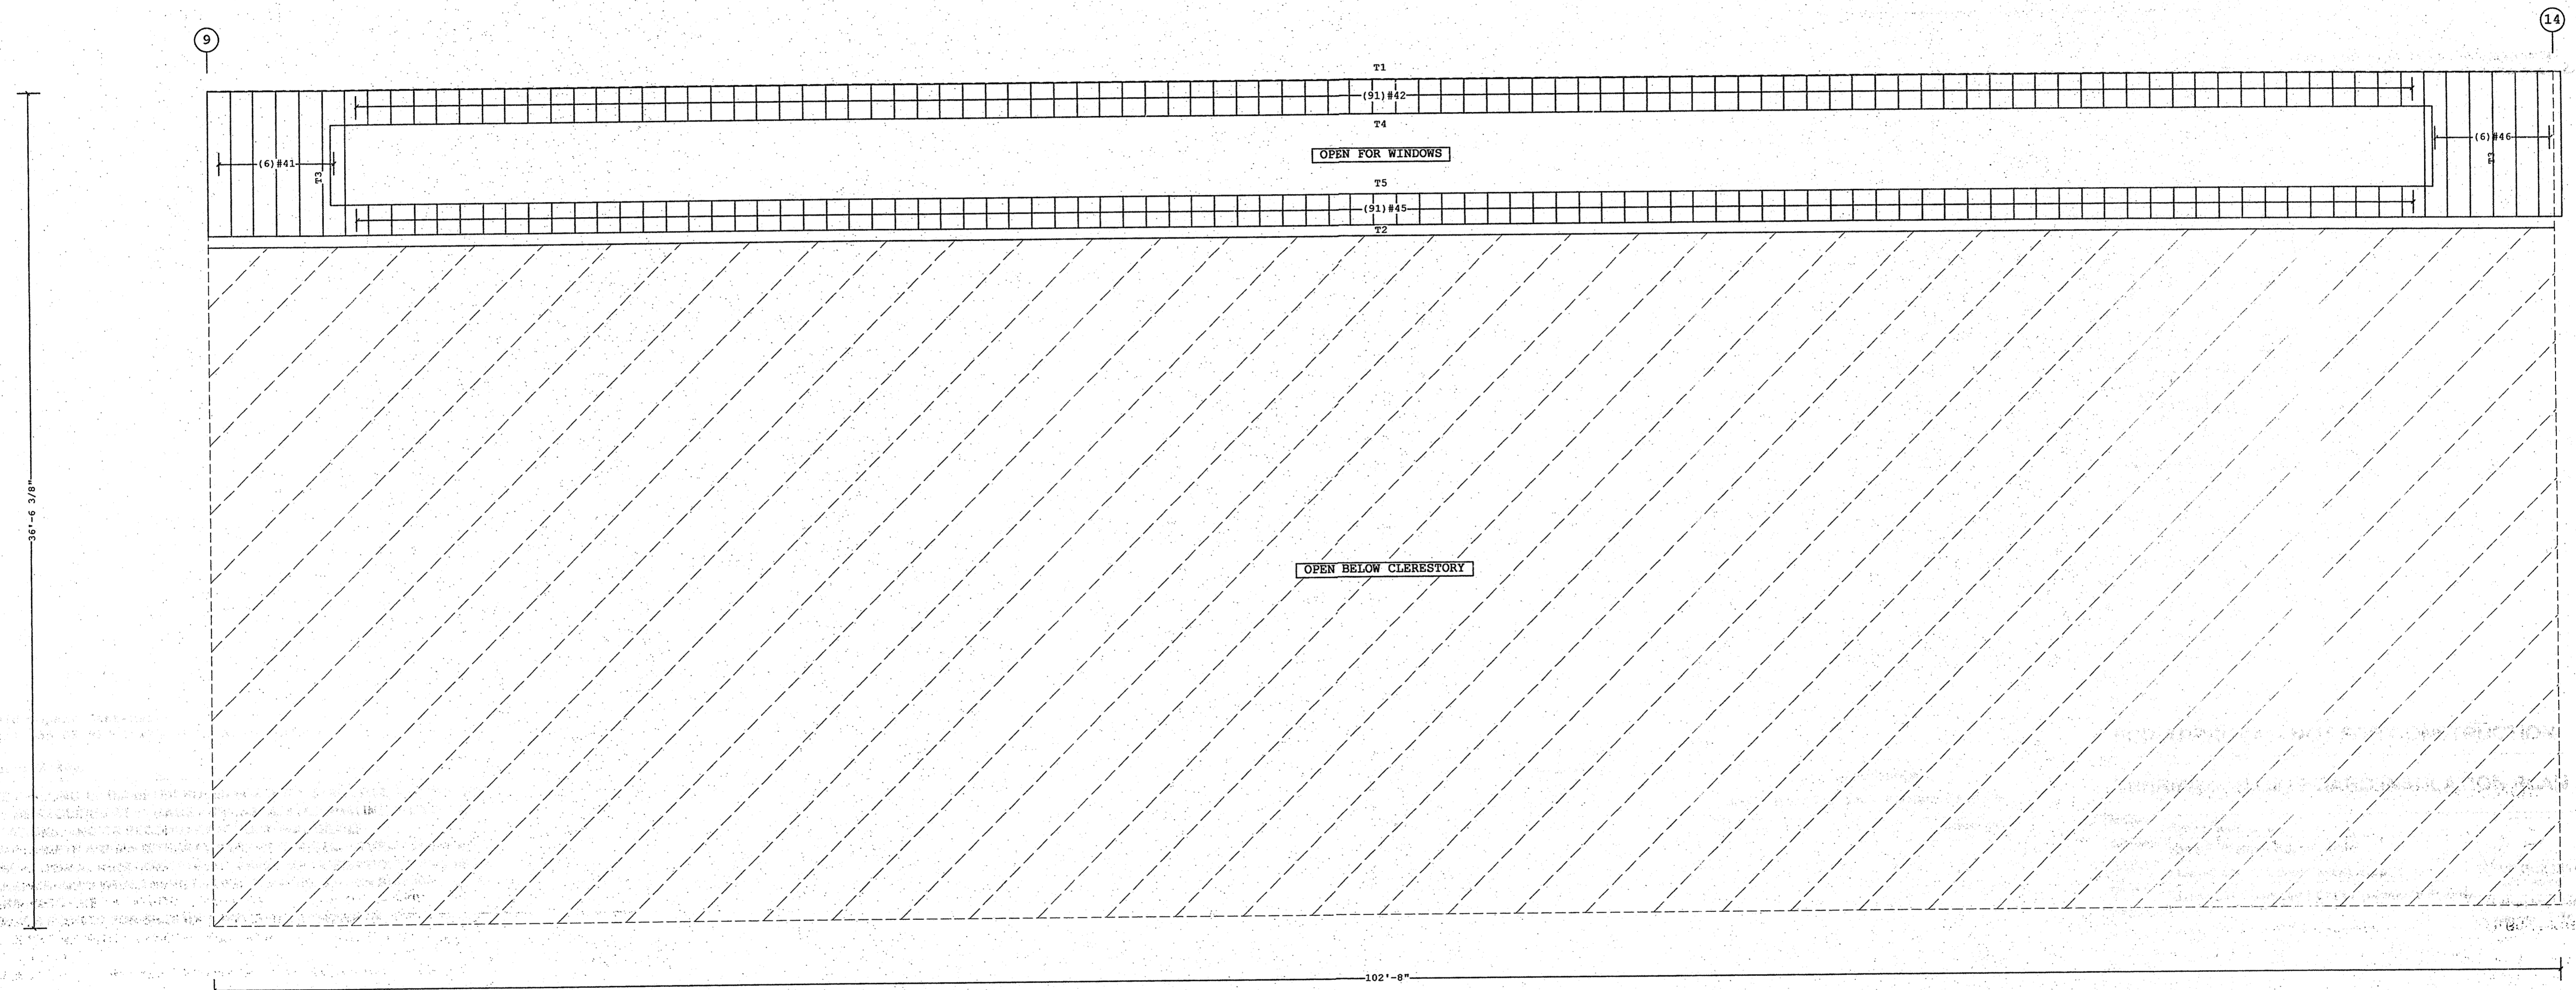 9
14
T1
(91)#42
T4
OPEN FOR WINDOWS
(6)#41
T3
(6)#46
T3
T5
(91)#45
T2
36'-6 3/8"
OPEN BELOW CLERESTORY
102'-8"